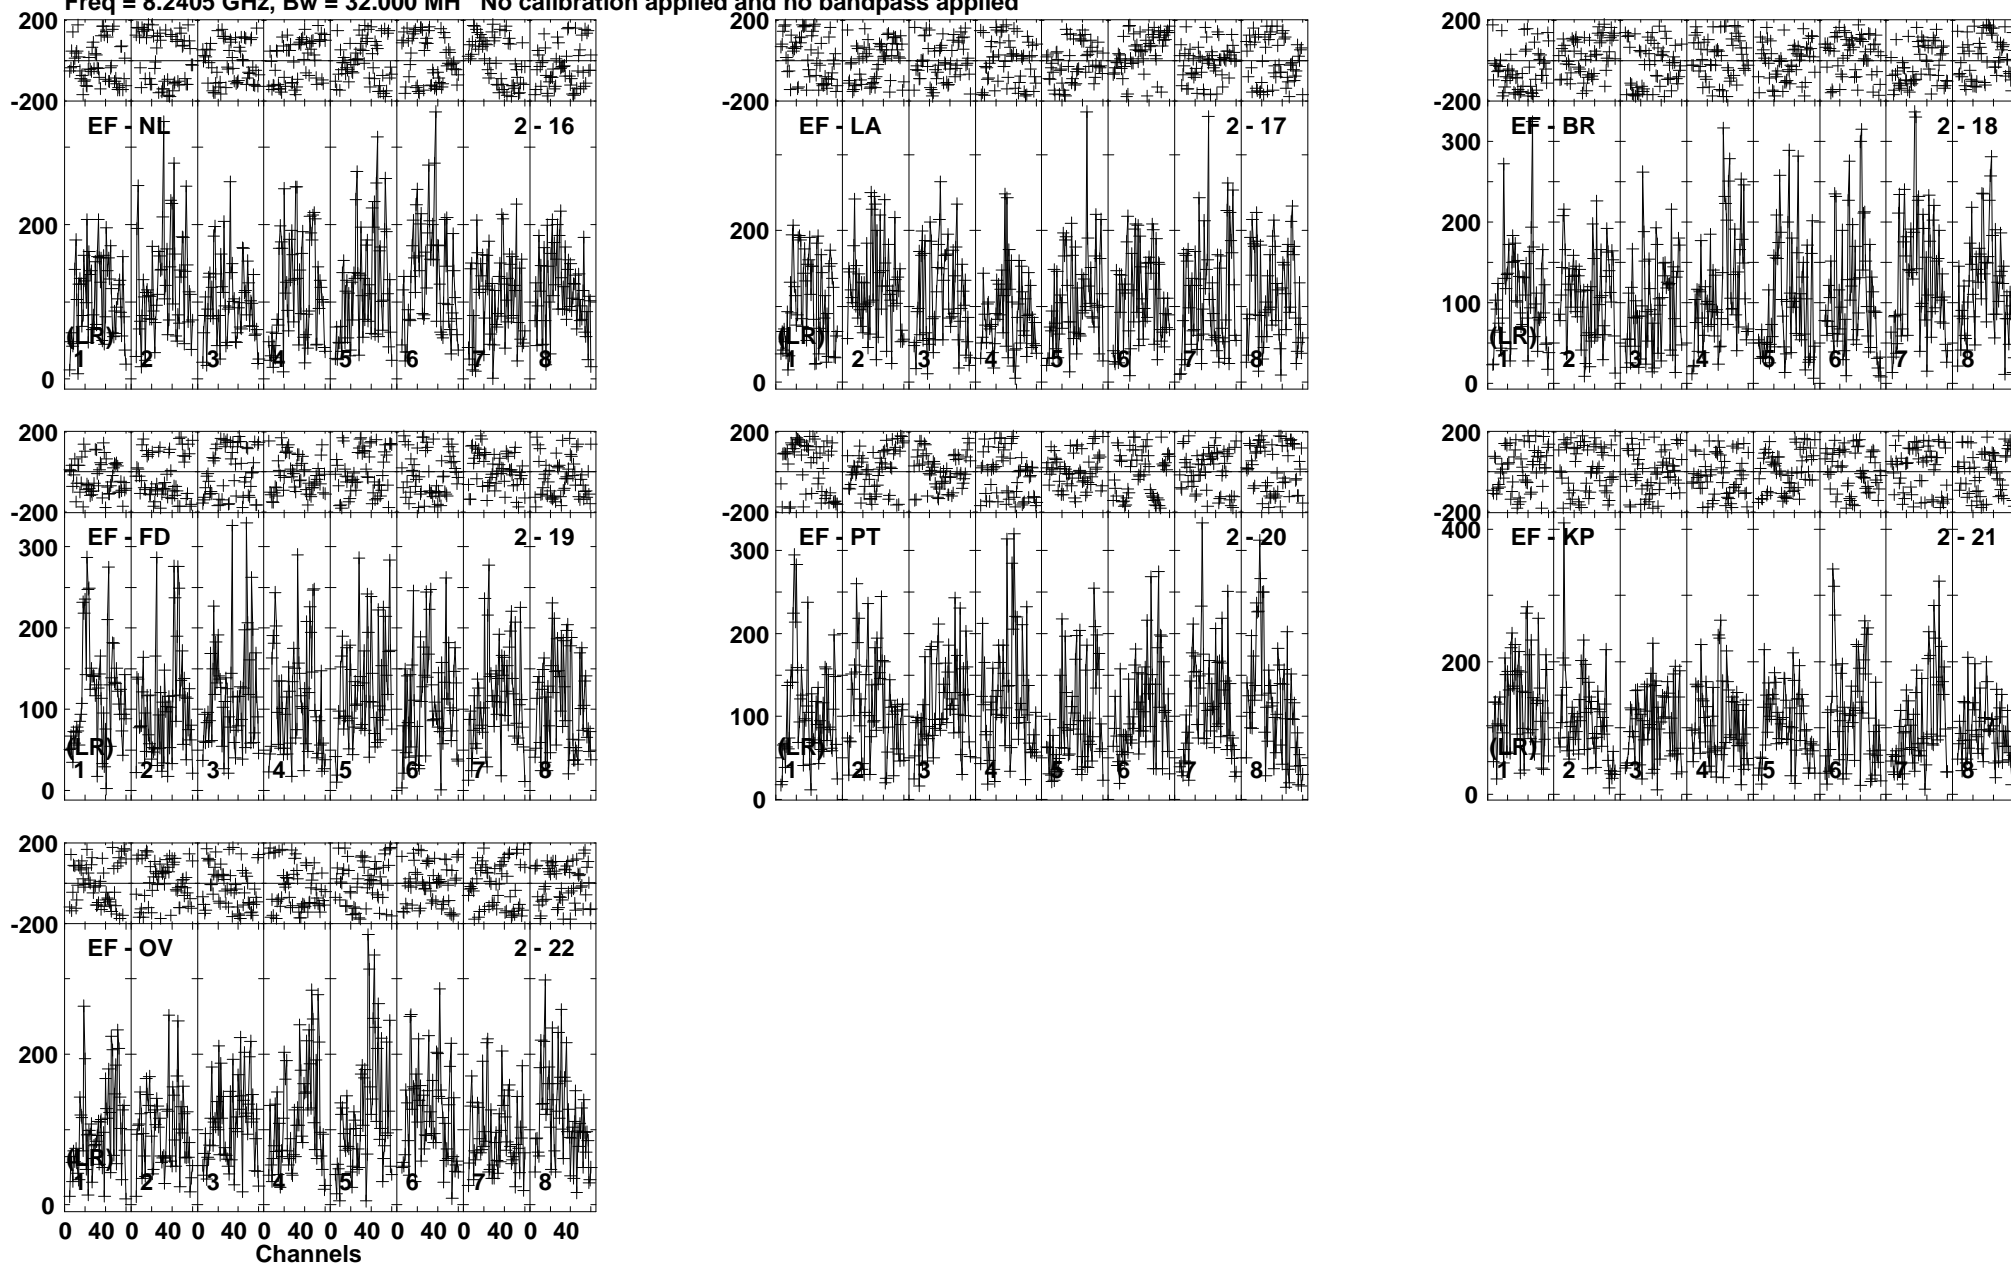 Freq = 8.2405 GHz, Bw = 32.000 MH No calibration applied and no bandpass applied
200
-200
EF - NL 2 - 16
200
(LR)
1 2 3 4 5 6 7 8
0
200
-200
EF - LA 2 - 17
200
(LR)
1 2 3 4 5 6 7 8
0
200
-200
EF - BR 2 - 18
300
200
100
(LR)
1 2 3 4 5 6 7 8
0
200
-200
EF - FD 2 - 19
300
200
100
(LR)
1 2 3 4 5 6 7 8
0
200
-200
EF - PT 2 - 20
300
200
100
(LR)
1 2 3 4 5 6 7 8
0
200
-200
EF - KP 2 - 21
400
200
(LR)
1 2 3 4 5 6 7 8
0
200
-200
EF - OV 2 - 22
200
(LR)
1 2 3 4 5 6 7 8
0
0 40 0 40 0 40 0 40 0 40 0 40 0 40 0 40
Channels